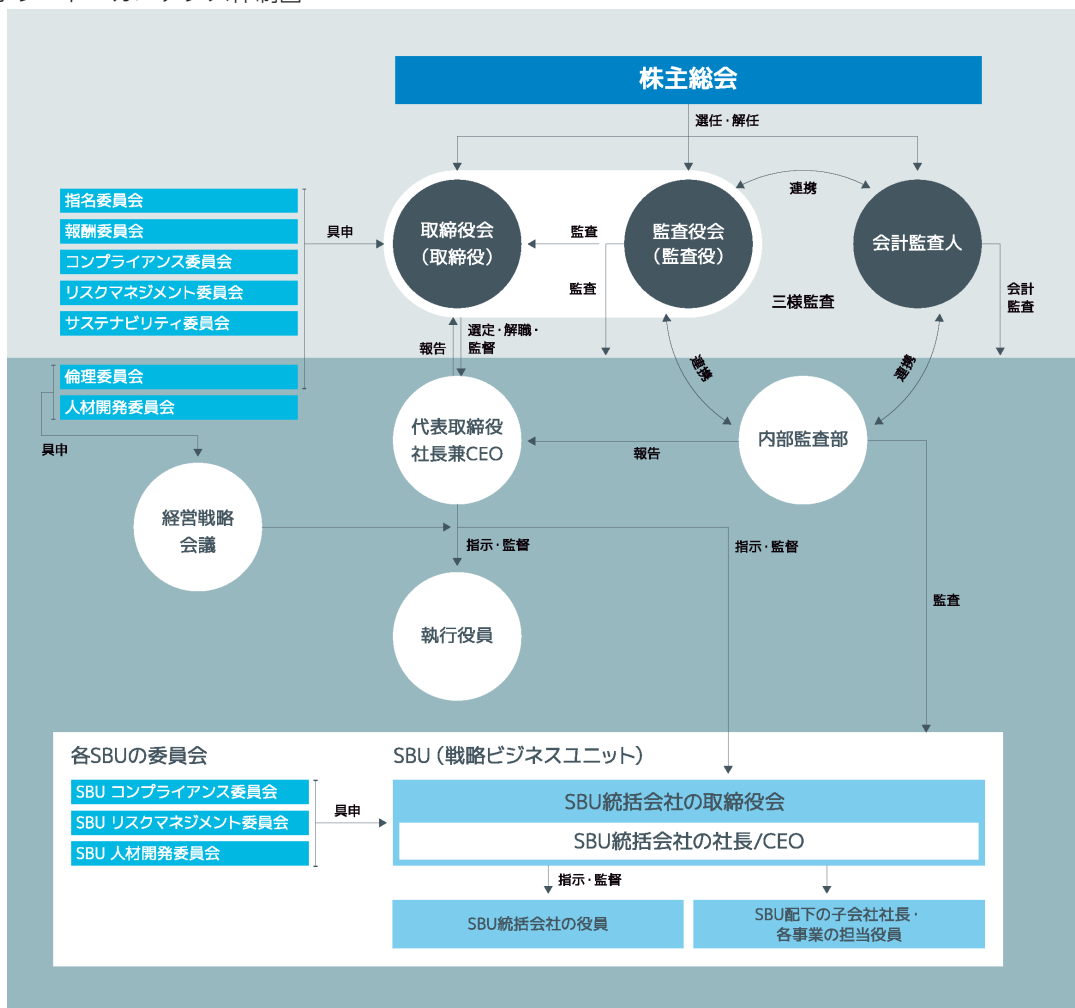 株主総会
選任・解任
指名委員会
報酬委員会
コンプライアンス委員会
リスクマネジメント委員会
サステナビリティ委員会
具申
取締役会
（取締役）
監査
監査役会
（監査役）
連携
会計監査人
監査
三様監査
会計
監査
報告
選定・解職・
監督
連携
連携
倫理委員会
人材開発委員会
具申
代表取締役
社長兼CEO
報告
内部監査部
経営戦略
会議
指示・監督
指示・監督
監査
執行役員
各SBUの委員会
SBU コンプライアンス委員会
SBU リスクマネジメント委員会
SBU 人材開発委員会
具申
SBU（戦略ビジネスユニット）
SBU統括会社の取締役会
SBU統括会社の社長/CEO
指示・監督
SBU統括会社の役員
SBU配下の子会社社長・
各事業の担当役員